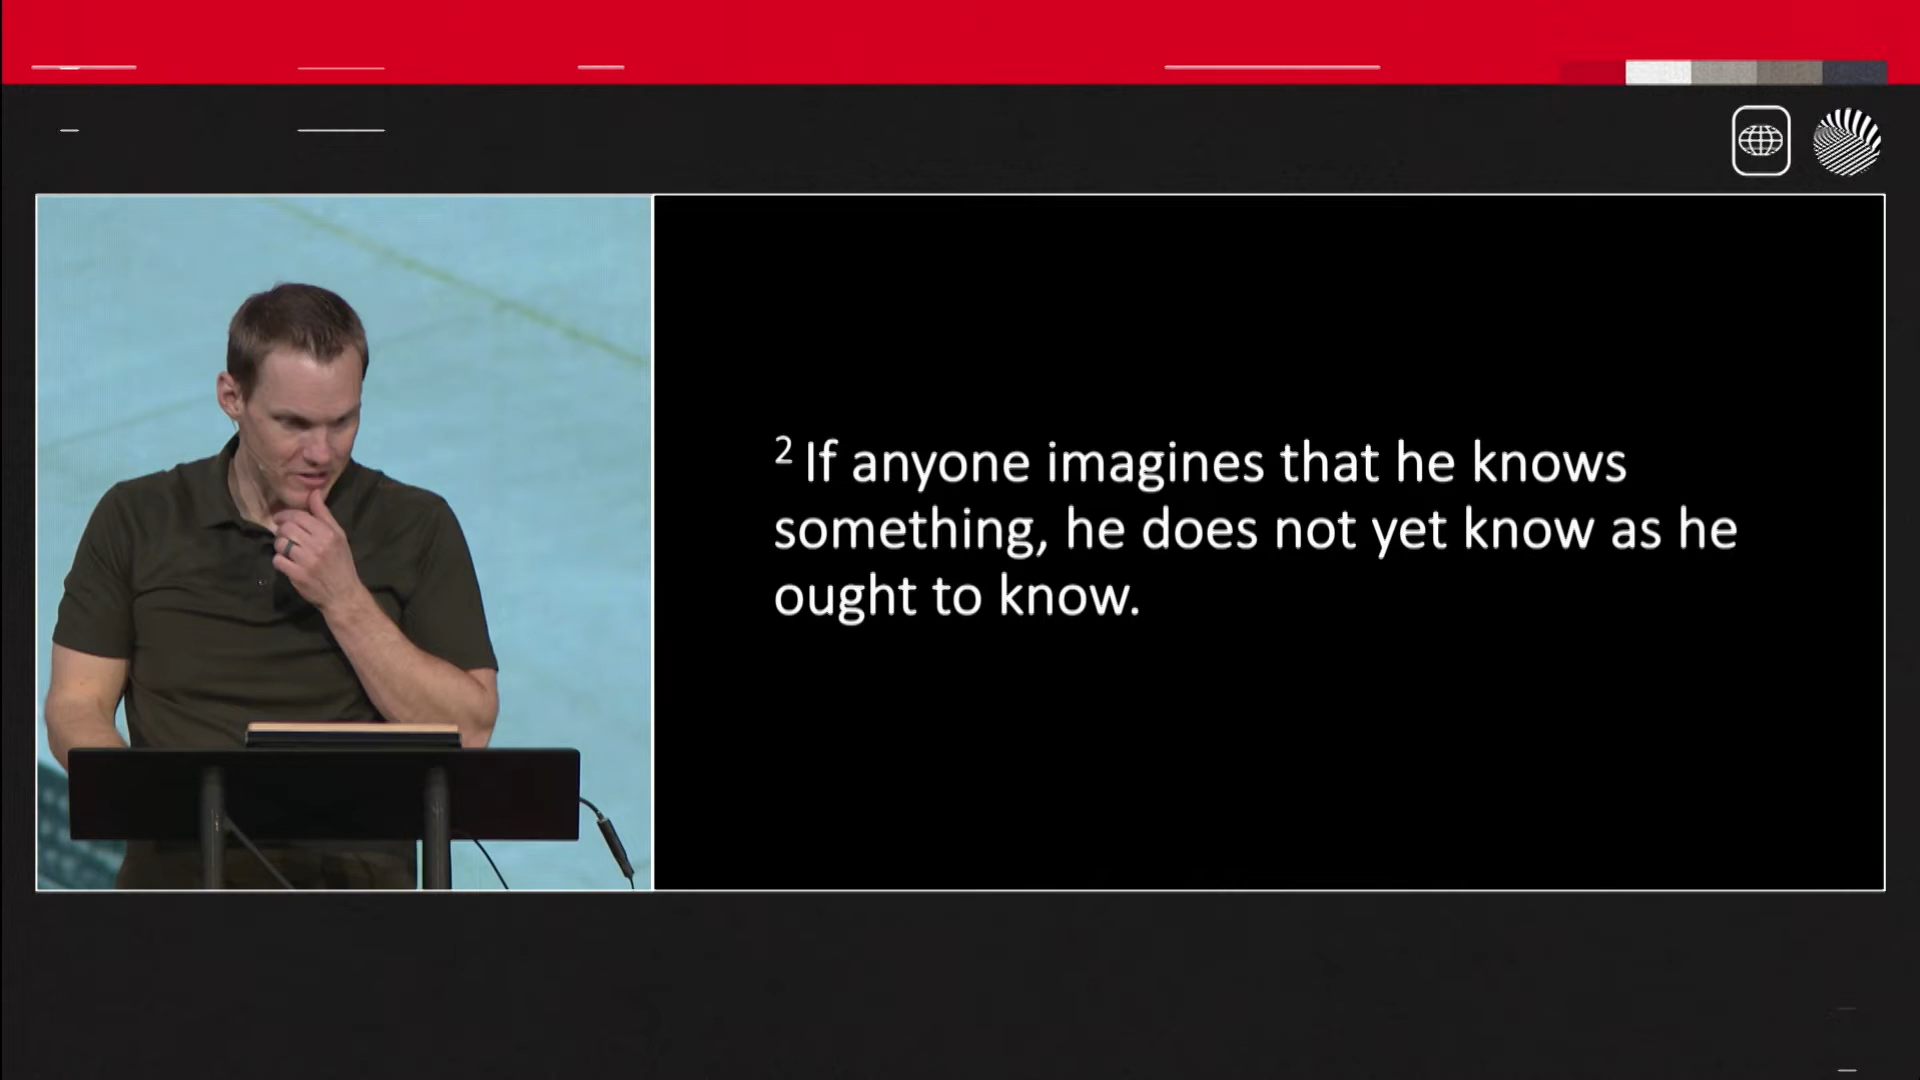 2 If anyone imagines that he knows
something, he does not yet know as he
ought to know.